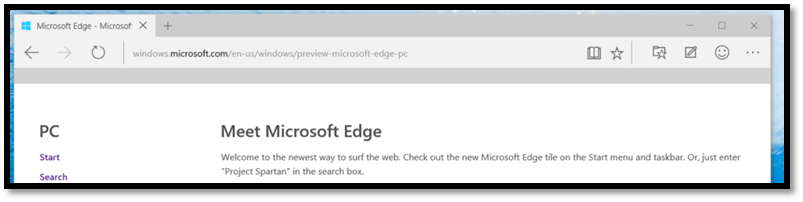 Microsoft Edge - Microsof
windows.microsoft.com/en-us/windows/preview-microsoft-edge-pc
PC
Meet Microsoft Edge
Start
Welcome to the newest way to surf the web. Check out the new Microsoft Edge tile on the Start menu and taskbar. Or, just enter
Search
"Project Spartan" in the search box.